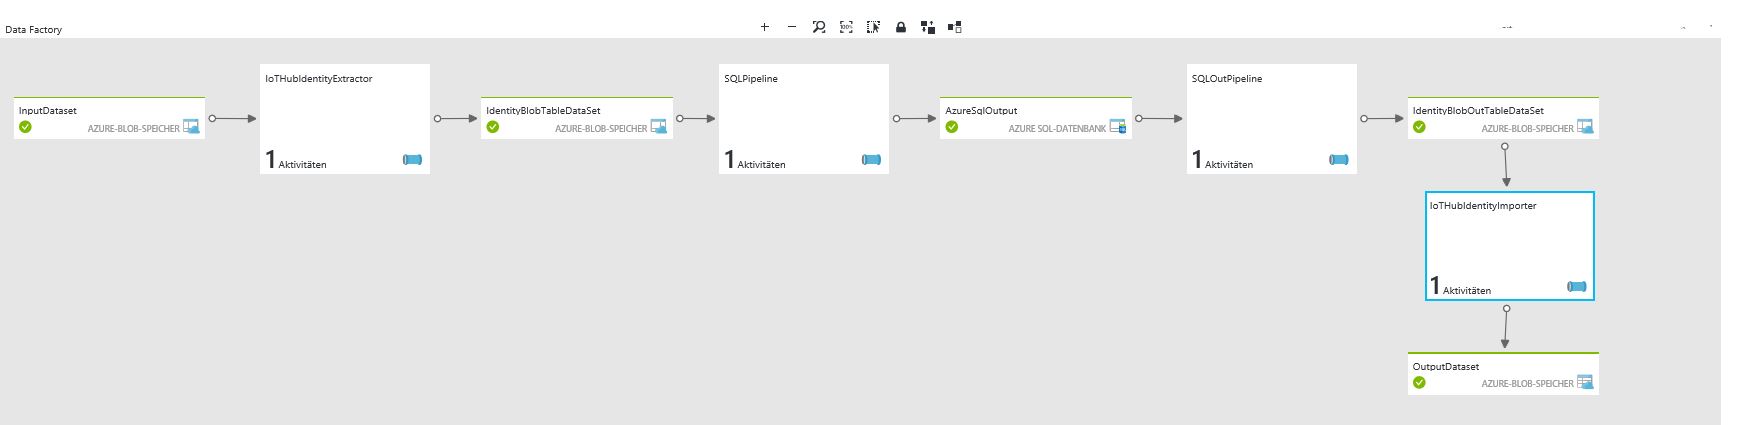 Data Factory
100%
InputDataset
AZURE-BLOB-SPEICHER
IoTHubIdentityExtractor
1 Aktivitäten
IdentityBlobTableDataSet
AZURE-BLOB-SPEICHER
SQLPipeline
1 Aktivitäten
AzureSqlOutput
AZURE SQL-DATENBANK
SQLOutPipeline
1 Aktivitäten
IdentityBlobOutTableDataSet
AZURE-BLOB-SPEICHER
IoTHubIdentityImporter
1 Aktivitäten
OutputDataset
AZURE-BLOB-SPEICHER